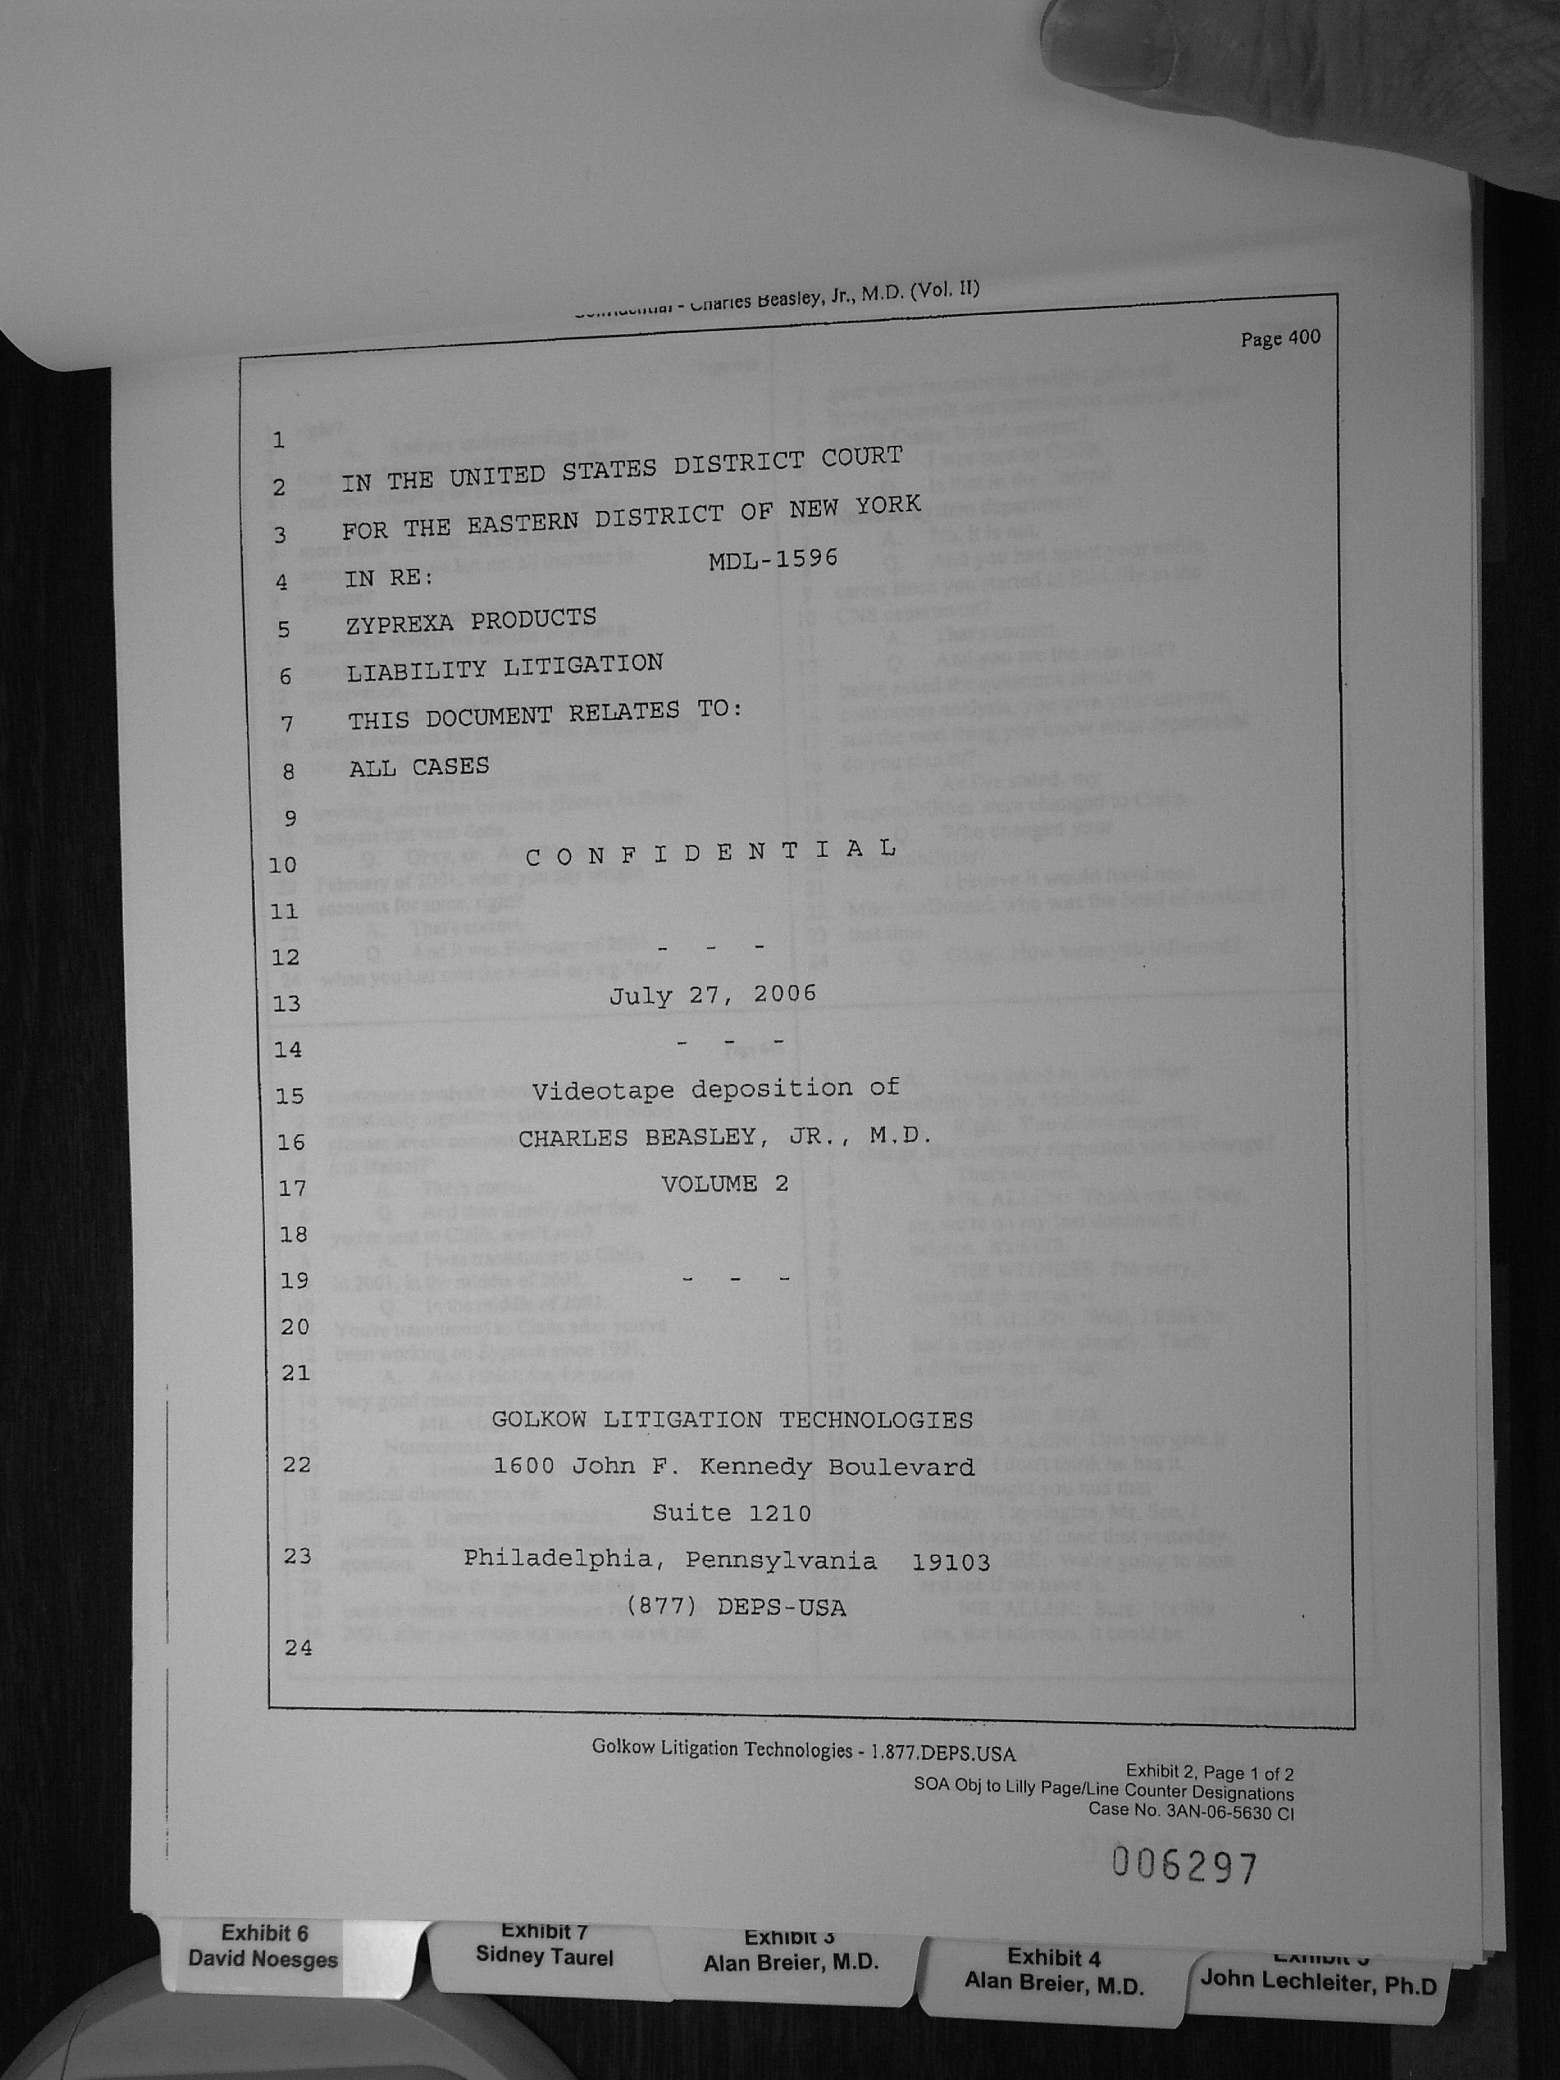 Confidential - Charles Beasley, Jr., M.D. (Vol. II)
Page 400
1
2 IN THE UNITED STATES DISTRICT COURT
3 FOR THE EASTERN DISTRICT OF NEW YORK
4 IN RE: MDL-1596
5 ZYPREXA PRODUCTS
6 LIABILITY LITIGATION
7 THIS DOCUMENT RELATES TO:
8 ALL CASES
9
10 C O N F I D E N T I A L
11
12 - - -
13 July 27, 2006
14 - - -
15 Videotape deposition of
16 CHARLES BEASLEY, JR., M.D.
17 VOLUME 2
18
19 - - -
20
21
GOLKOW LITIGATION TECHNOLOGIES
22 1600 John F. Kennedy Boulevard
Suite 1210
23 Philadelphia, Pennsylvania 19103
(877) DEPS-USA
24
Golkow Litigation Technologies - 1.877.DEPS.USA
Exhibit 2, Page 1 of 2
SOA Obj to Lilly Page/Line Counter Designations
Case No. 3AN-06-5630 CI
006297
Exhibit 6
David Noesges
Exhibit 7
Sidney Taurel
Exhibit 3
Alan Breier, M.D.
Exhibit 4
Alan Breier, M.D.
Exhibit 5
John Lechleiter, Ph.D